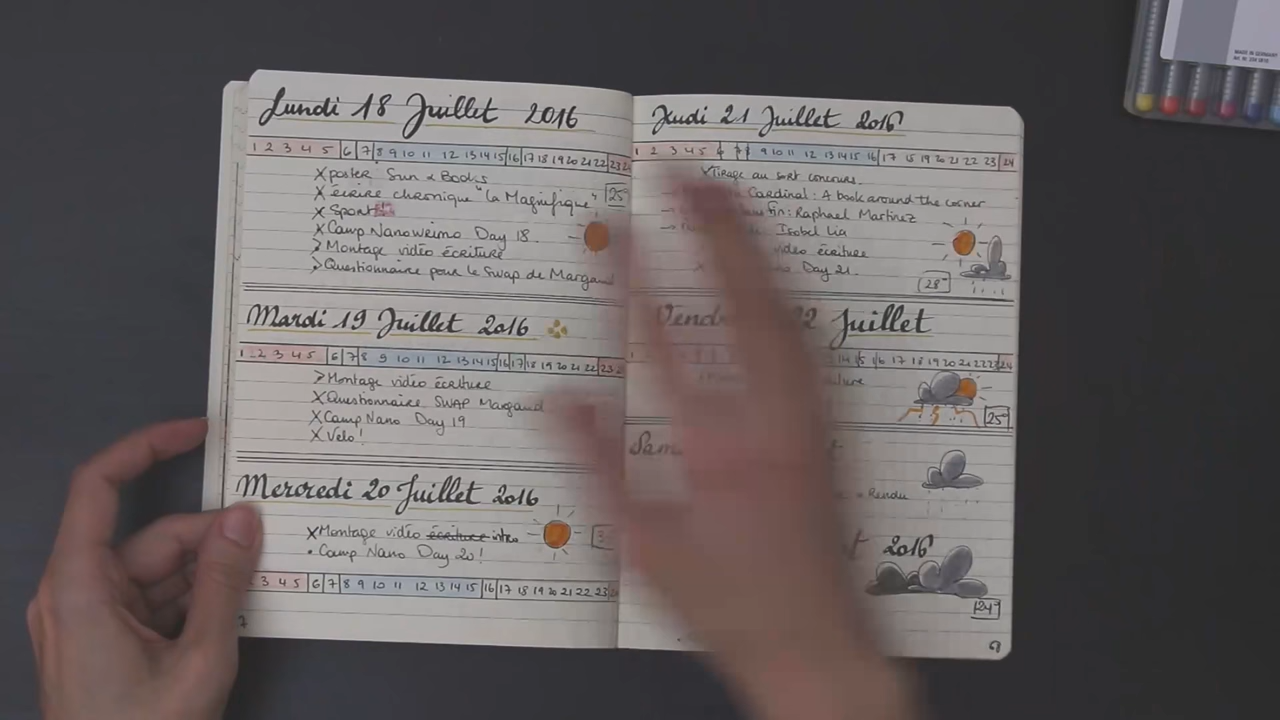 Lundi 18 Juillet 2016
1 2 3 4 5 6 7 8 9 10 11 12 13 14 15 16 17 18 19 20 21 22 23 24
X poster Sun & Books
X écrire chronique "La Magnifique"
25°
X Sport
X Camp Nanowrimo Day 18
> Montage vidéo écriture
> Questionnaire pour le Swap de Margaud
Mardi 19 Juillet 2016
1 2 3 4 5 6 7 8 9 10 11 12 13 14 15 16 17 18 19 20 21 22 23
> Montage vidéo écriture
X Questionnaire SWAP Margaud
X Camp Nano Day 19
X Vélo!
Mercredi 20 Juillet 2016
X Montage vidéo écriture intro
• Camp Nano Day 20!
3 4 5 6 7 8 9 10 11 12 13 14 15 16 17 18 19 20 21 22 23
7
Jeudi 21 Juillet 2016
1 2 3 4 5 6 7 8 9 10 11 12 13 14 15 16 17 18 19 20 21 22 23 24
Tirage au sort concours
Cardinal: A book around the corner
fin: Raphael Martinez
Isobel Lia
vidéo écriture
Day 21
28°
Juillet
14 15 16 17 18 19 20 21 22 23 24
25°
Rendu
2016
24°
MADE IN GERMANY